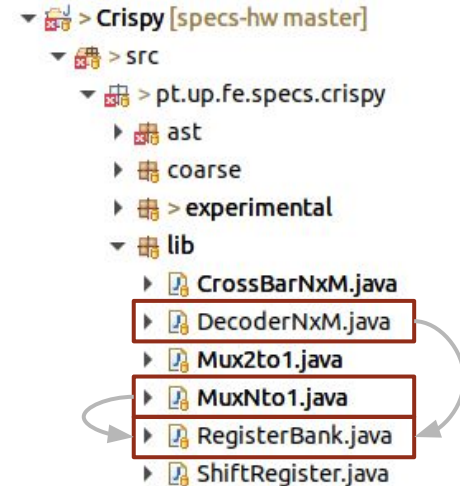 > Crispy [specs-hw master]
> src
> pt.up.fe.specs.crispy
ast
coarse
> experimental
lib
CrossBarNxM.java
DecoderNxM.java
Mux2to1.java
MuxNto1.java
RegisterBank.java
ShiftRegister.java